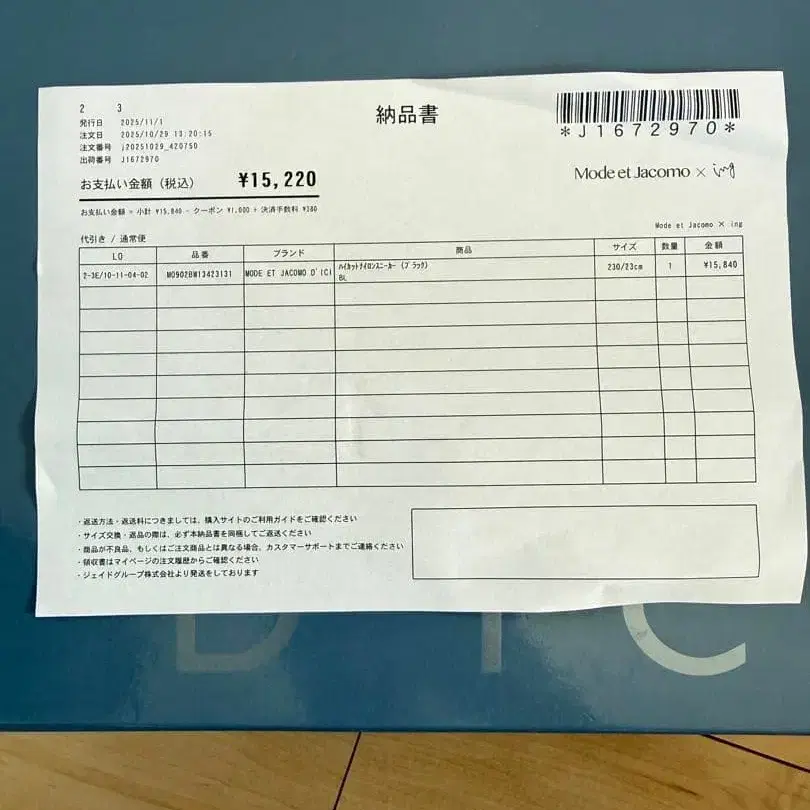 2 3
納品書
発行日 2025/11/1
注文日 2025/10/29 13:20:15
注文番号 j20251029_420750
出荷番号 J1672970
*J1672970*
Mode et Jacomo × ing
お支払い金額（税込） ¥15,220
お支払い金額 = 小計 ¥15,840 - クーポン ¥1,000 + 決済手数料 ¥380
Mode et Jacomo × ing
代引き / 通常便
LO 品番 ブランド 商品 サイズ 数量 金額
2-3E/10-11-04-02 M0902BW13423131 MODE ET JACOMO D'ICI ﾊｲｶｯﾄﾅｲﾛﾝｽﾆｰｶｰ (ﾌﾞﾗｯｸ) 230/23cm 1 ¥15,840
BL
・返送方法・返送料につきましては、購入サイトのご利用ガイドをご確認ください
・サイズ交換・返品の際は、必ず本納品書を同梱してご返送ください
・商品が不良品、もしくはご注文商品とは異なる場合、カスタマーサポートまでご連絡ください
・領収書はマイページの注文履歴からご確認ください
・ジェイドグループ株式会社より発送をしております
D I C